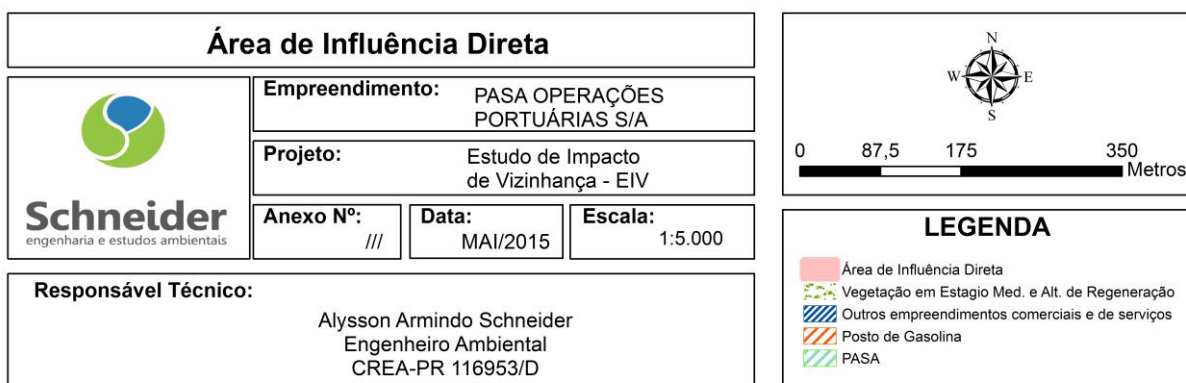 Área de Influência Direta
Schneider
engenharia e estudos ambientais
Empreendimento: PASA OPERAÇÕES
PORTUÁRIAS S/A
Projeto: Estudo de Impacto
de Vizinhança - EIV
Anexo Nº:
///
Data:
MAI/2015
Escala:
1:5.000
Responsável Técnico:
Alysson Armindo Schneider
Engenheiro Ambiental
CREA-PR 116953/D
N
W E
S
0 87,5 175 350
Metros
LEGENDA
Área de Influência Direta
Vegetação em Estagio Med. e Alt. de Regeneração
Outros empreendimentos comerciais e de serviços
Posto de Gasolina
PASA